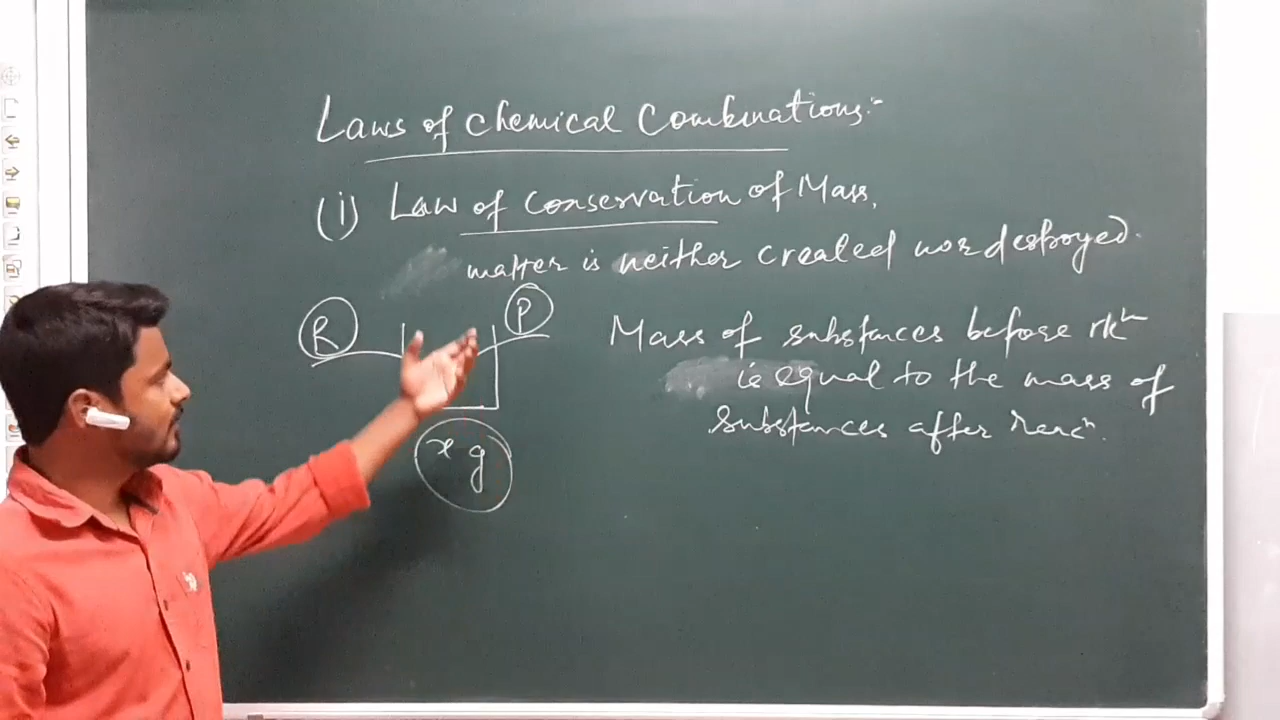 Laws of chemical Combinations:-
(i) Law of conservation of Mass.
matter is neither created nor destroyed.
R
P
Mass of substances before rxⁿ
is equal to the mass of
substances after reacⁿ.
x g